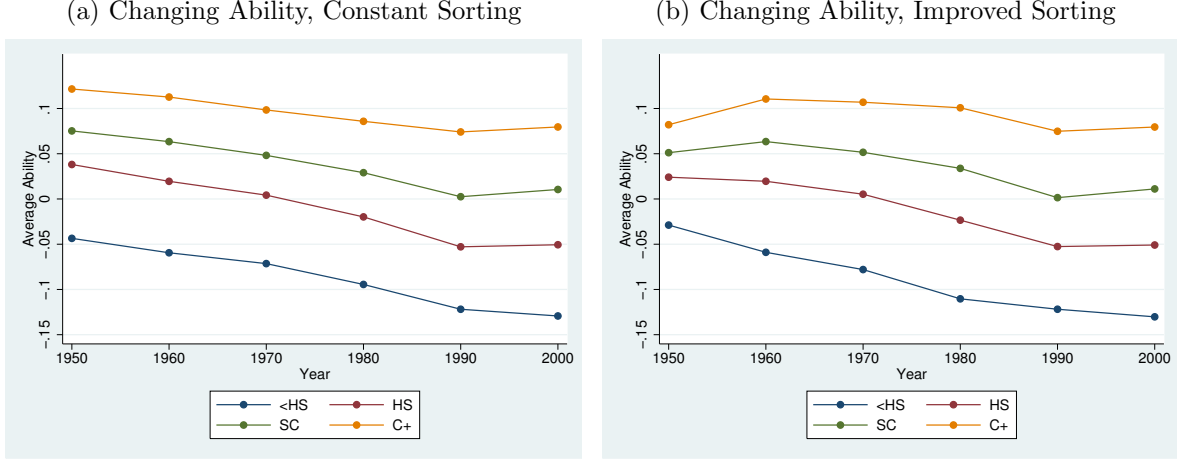 (a) Changing Ability, Constant Sorting
(b) Changing Ability, Improved Sorting
Average Ability
.1
.05
0
-.05
-.1
-.15
1950 1960 1970 1980 1990 2000
Year
<HS HS
SC C+
Average Ability
.1
.05
0
-.05
-.1
-.15
1950 1960 1970 1980 1990 2000
Year
<HS HS
SC C+